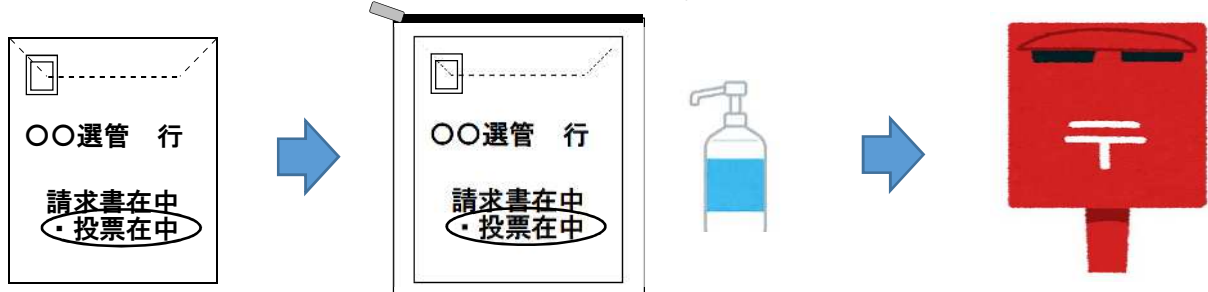 〇〇選管　行
請求書在中
・投票在中
〇〇選管　行
請求書在中
・投票在中
〒